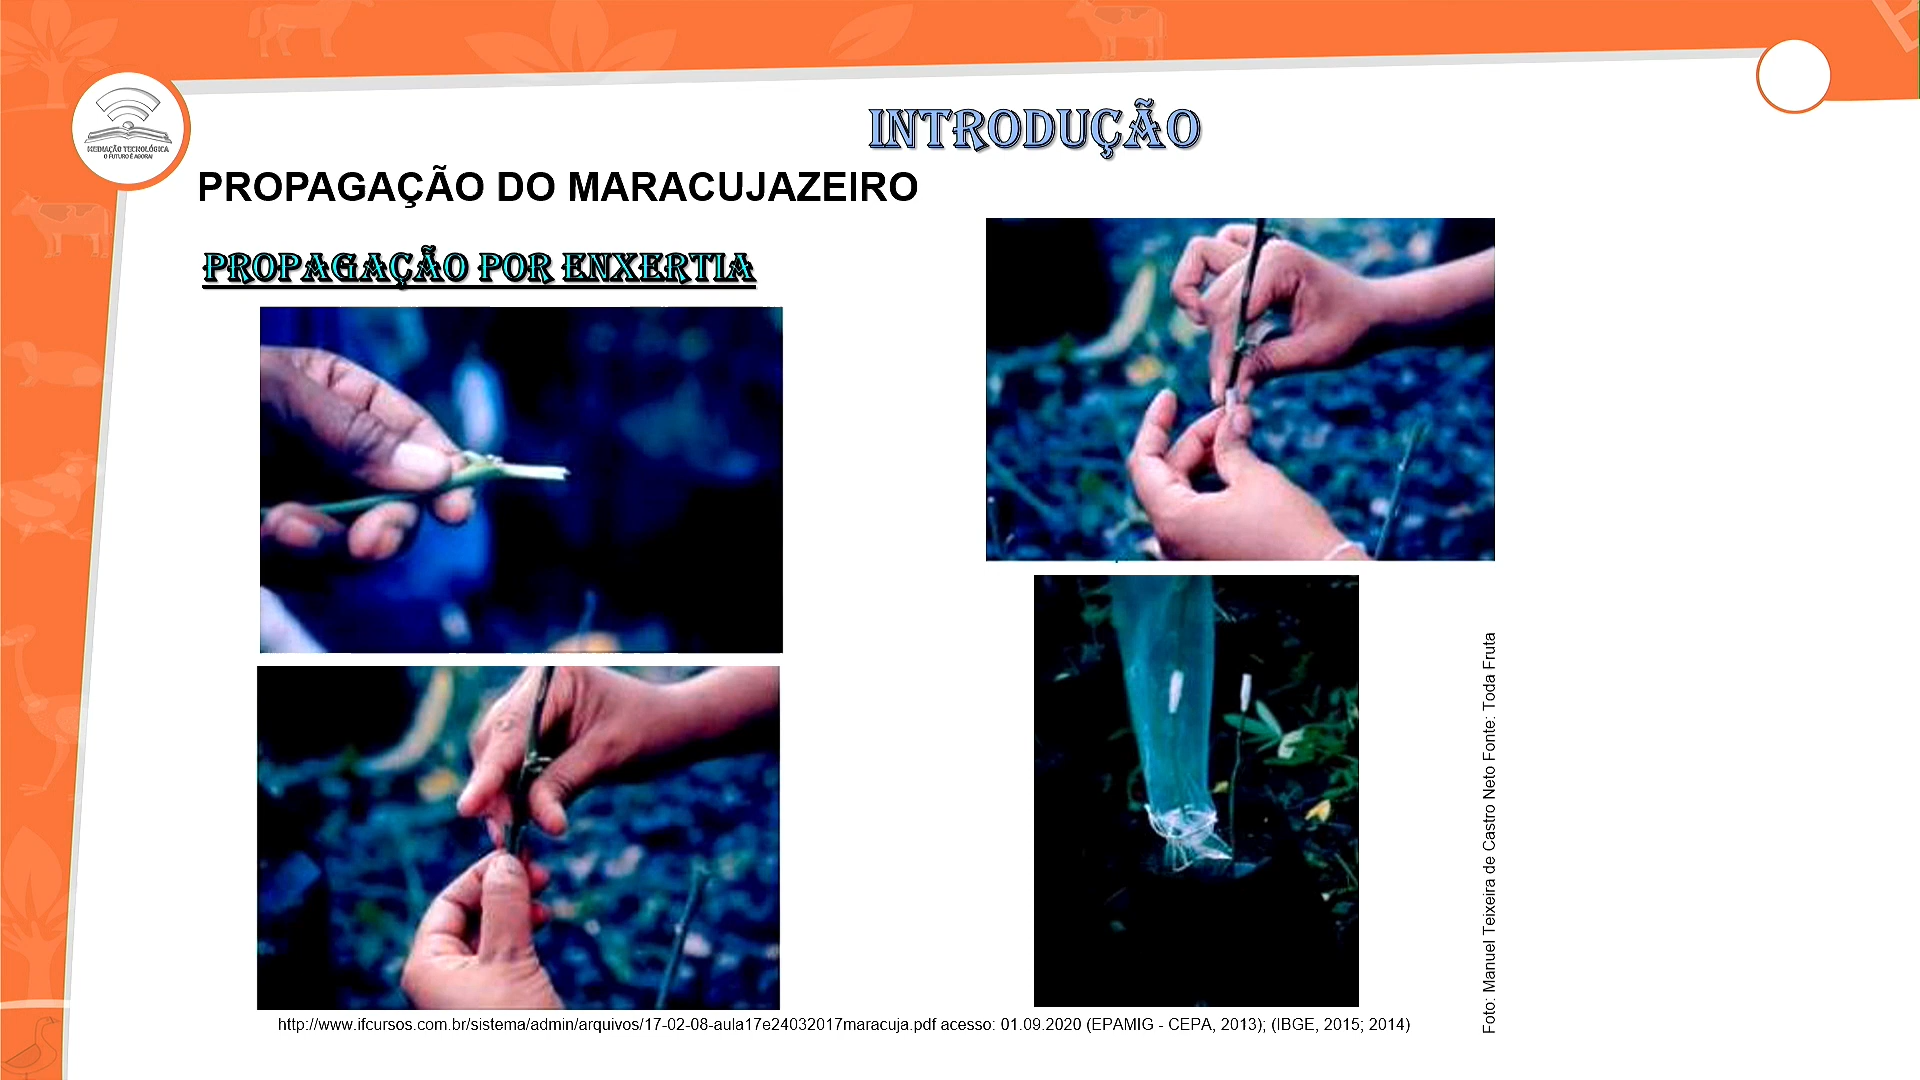 MEDIAÇÃO TECNOLÓGICA
O FUTURO É AGORA!
INTRODUÇÃO
PROPAGAÇÃO DO MARACUJAZEIRO
PROPAGAÇÃO POR ENXERTIA
Foto: Manuel Teixeira de Castro Neto Fonte: Toda Fruta
http://www.ifcursos.com.br/sistema/admin/arquivos/17-02-08-aula17e24032017maracuja.pdf acesso: 01.09.2020 (EPAMIG - CEPA, 2013); (IBGE, 2015; 2014)